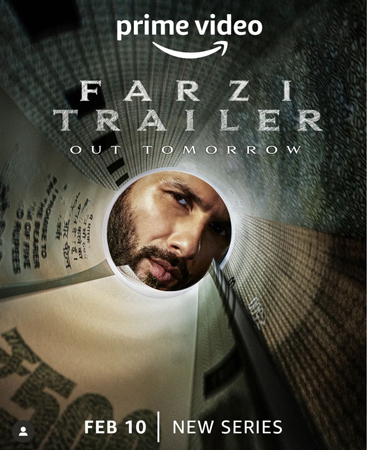 prime video
FARZI
TRAILER
OUT TOMORROW
FEB 10 | NEW SERIES